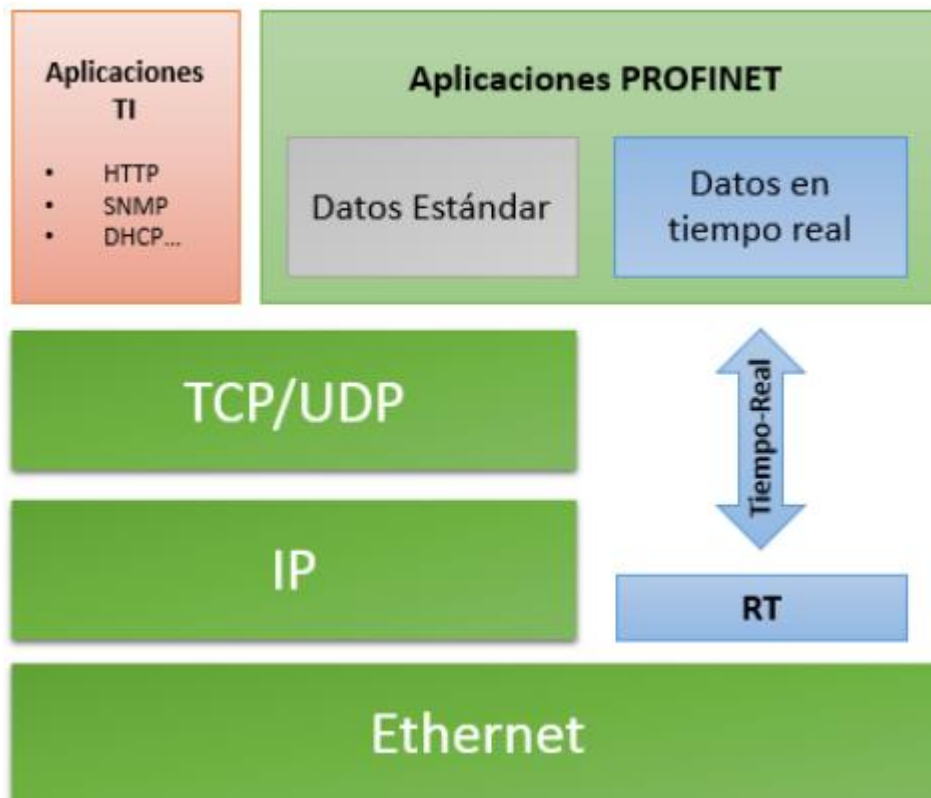 Aplicaciones
TI
• HTTP
• SNMP
• DHCP...
Aplicaciones PROFINET
Datos Estándar
Datos en
tiempo real
TCP/UDP
Tiempo-Real
IP
RT
Ethernet